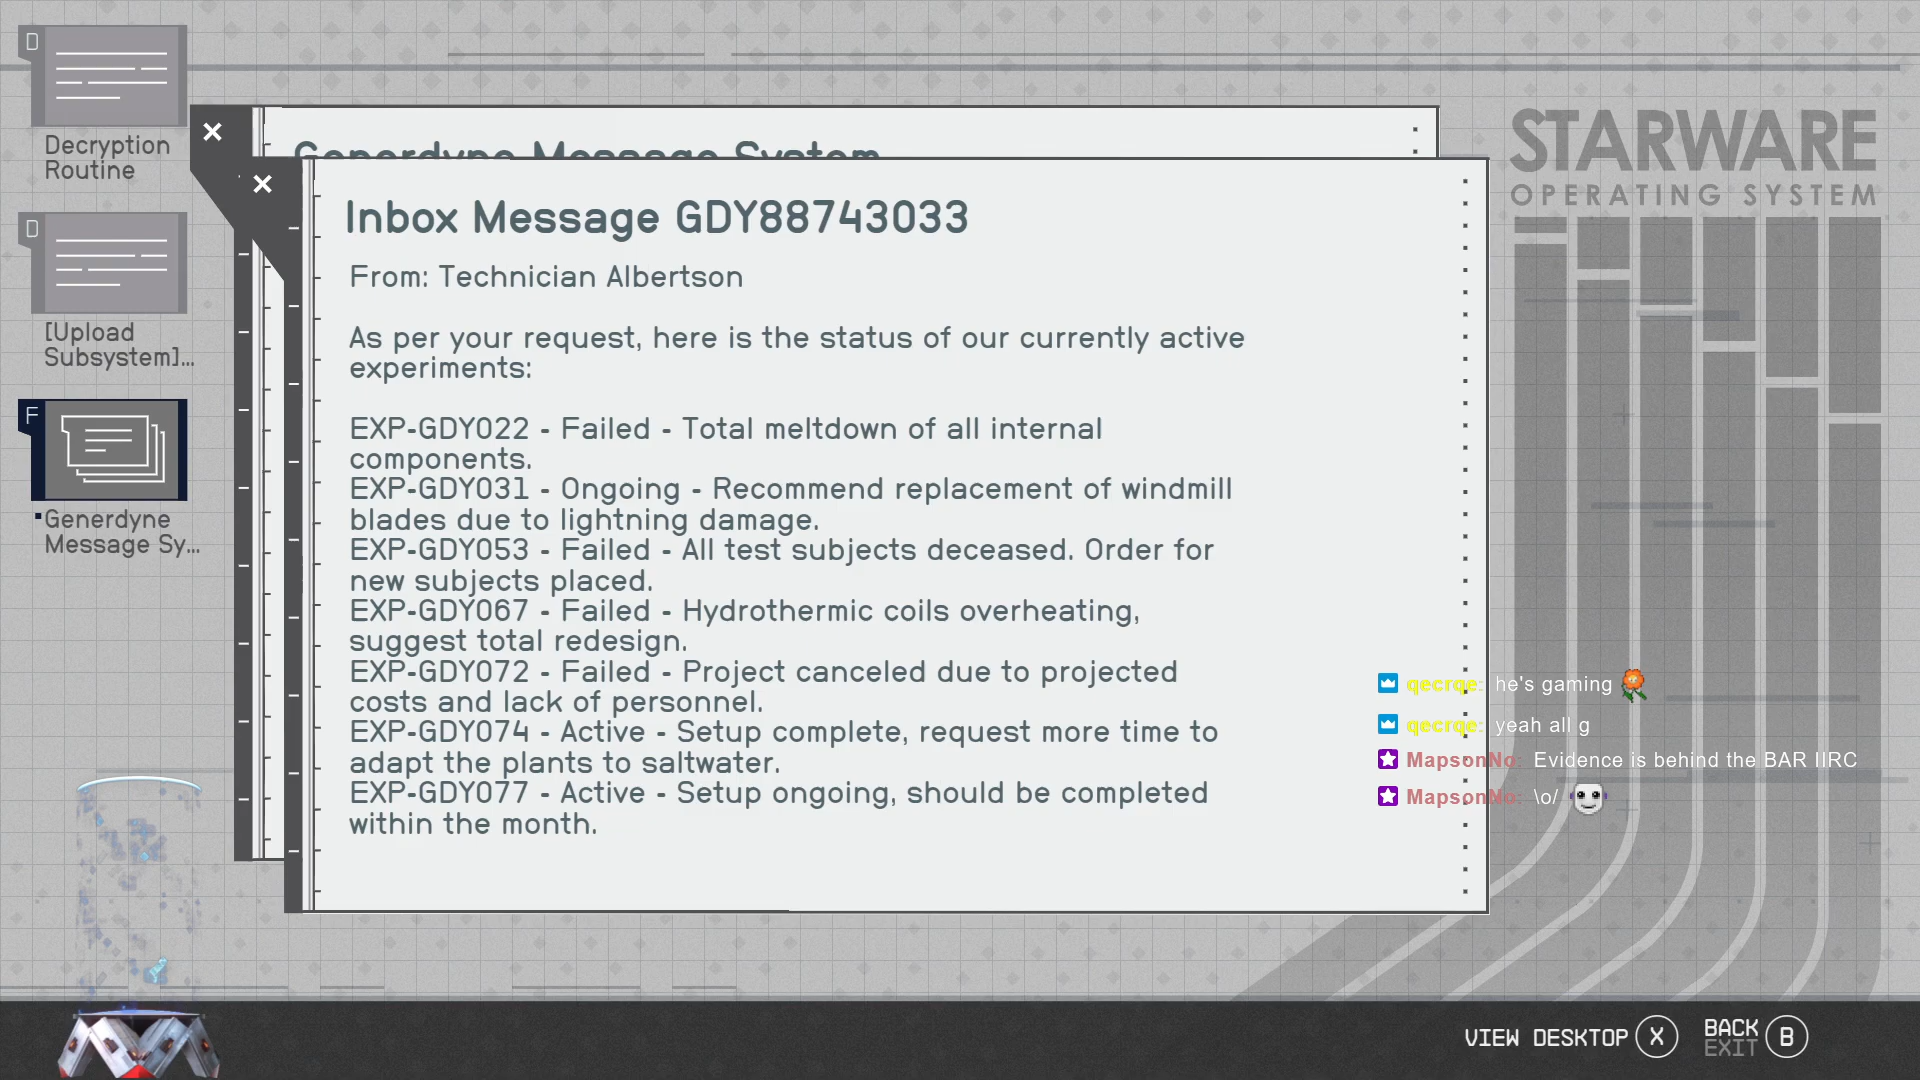 D
Decryption
Routine
D
[Upload
Subsystem]...
F
Generdyne
Message Sy...
Generdyne Message System
Inbox Message GDY88743033
From: Technician Albertson
As per your request, here is the status of our currently active
experiments:
EXP-GDY022 - Failed - Total meltdown of all internal
components.
EXP-GDY031 - Ongoing - Recommend replacement of windmill
blades due to lightning damage.
EXP-GDY053 - Failed - All test subjects deceased. Order for
new subjects placed.
EXP-GDY067 - Failed - Hydrothermic coils overheating,
suggest total redesign.
EXP-GDY072 - Failed - Project canceled due to projected
costs and lack of personnel.
EXP-GDY074 - Active - Setup complete, request more time to
adapt the plants to saltwater.
EXP-GDY077 - Active - Setup ongoing, should be completed
within the month.
STARWARE
OPERATING SYSTEM
qecrqe: he's gaming
qecrqe: yeah all g
MapsonNo: Evidence is behind the BAR IIRC
MapsonNo: \o/
VIEW DESKTOP X
BACK B
EXIT